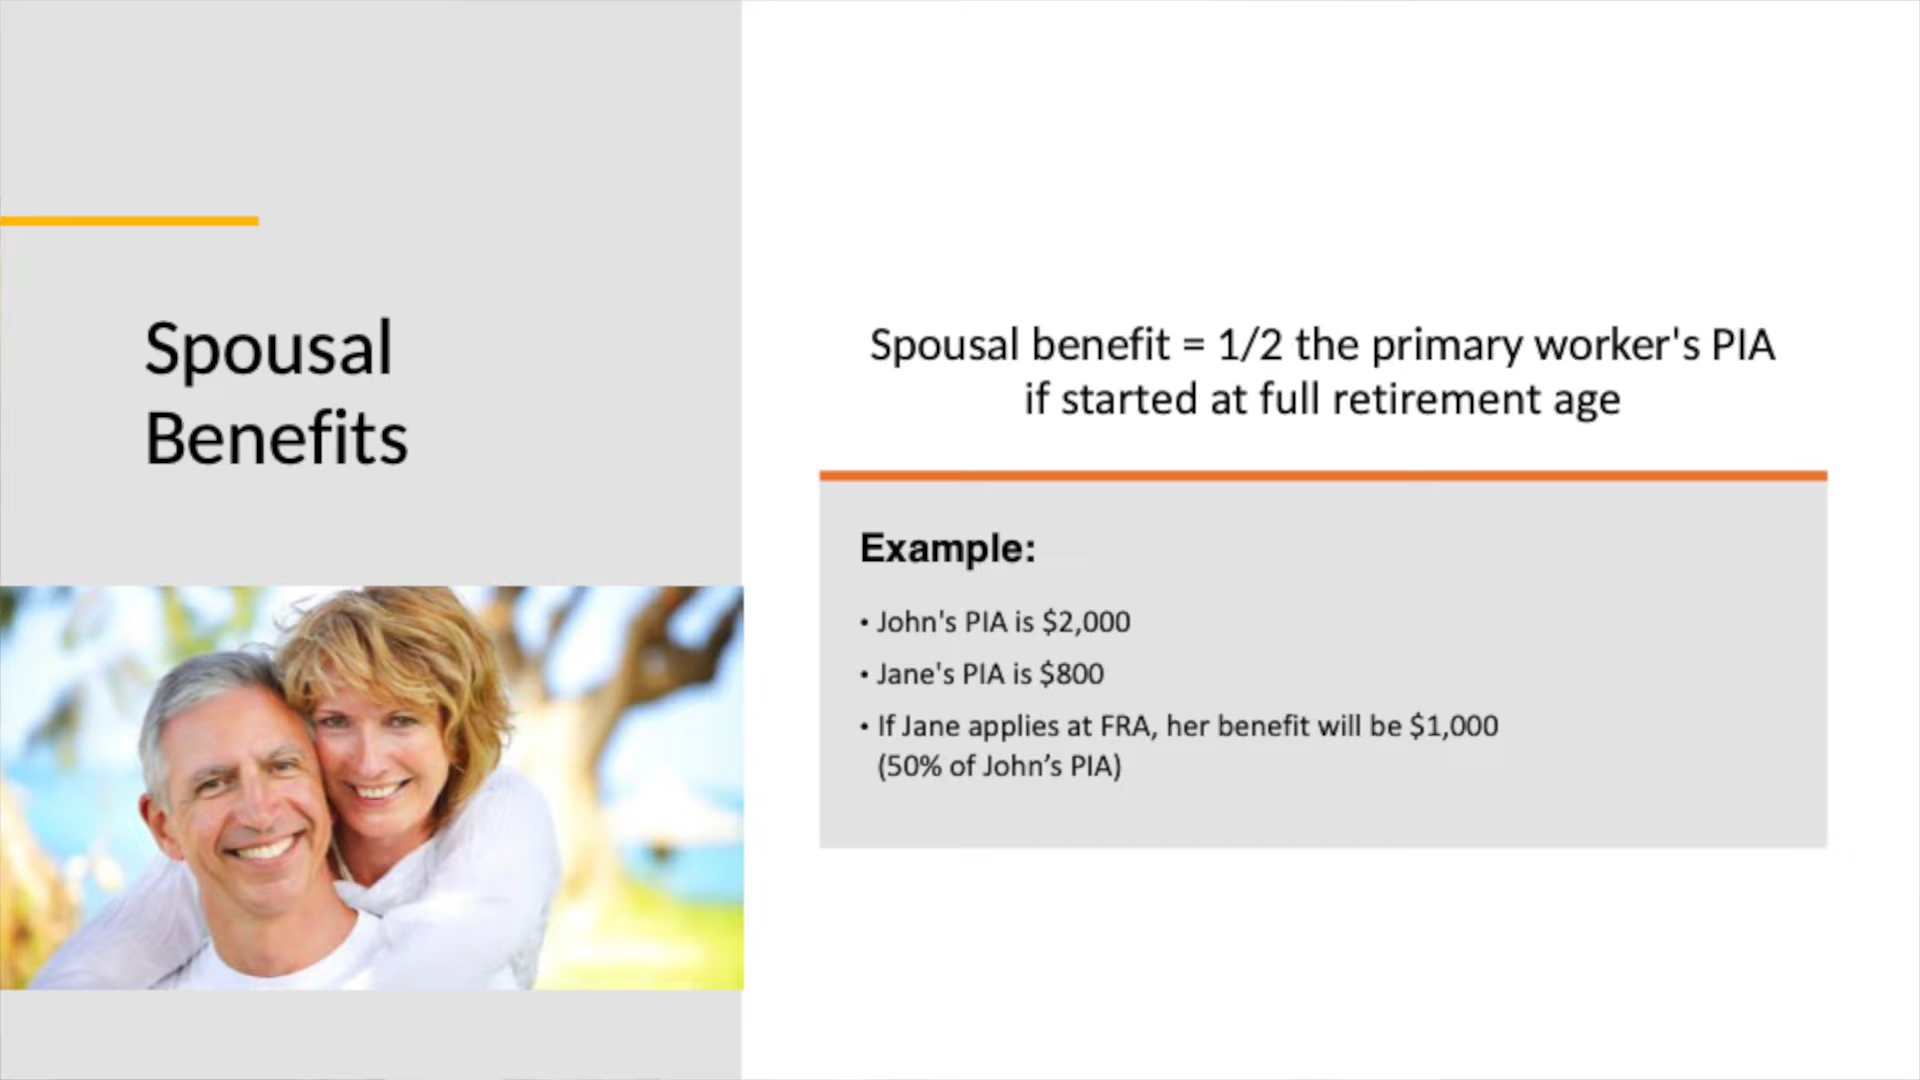 Spousal
Benefits
Spousal benefit = 1/2 the primary worker's PIA
if started at full retirement age
Example:
• John's PIA is $2,000
• Jane's PIA is $800
• If Jane applies at FRA, her benefit will be $1,000
(50% of John’s PIA)